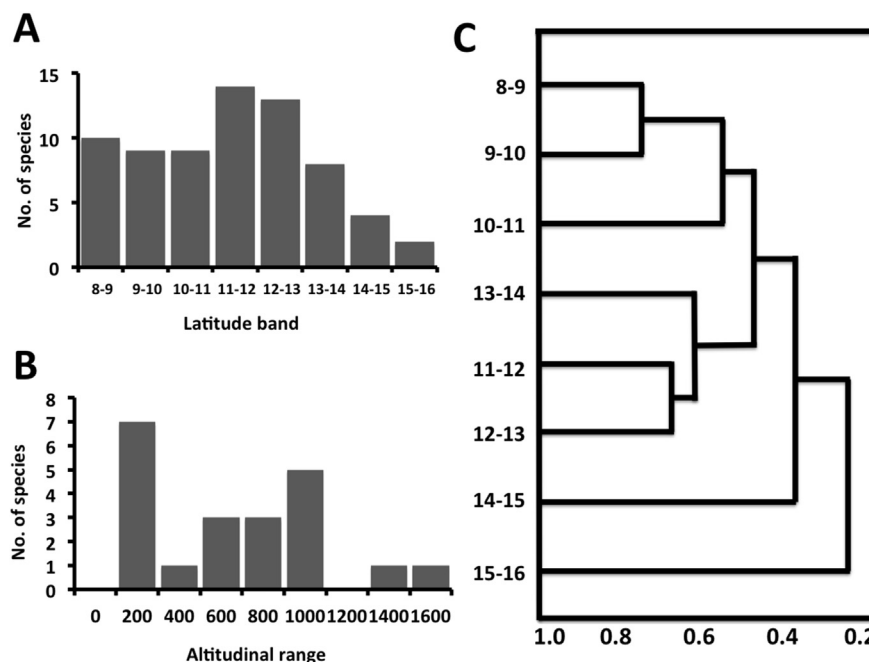 A
No. of species
15
10
5
0
8-9 9-10 10-11 11-12 12-13 13-14 14-15 15-16
Latitude band
B
No. of species
8
7
6
5
4
3
2
1
0
0 200 400 600 800 1000 1200 1400 1600
Altitudinal range
C
8-9
9-10
10-11
13-14
11-12
12-13
14-15
15-16
1.0 0.8 0.6 0.4 0.2